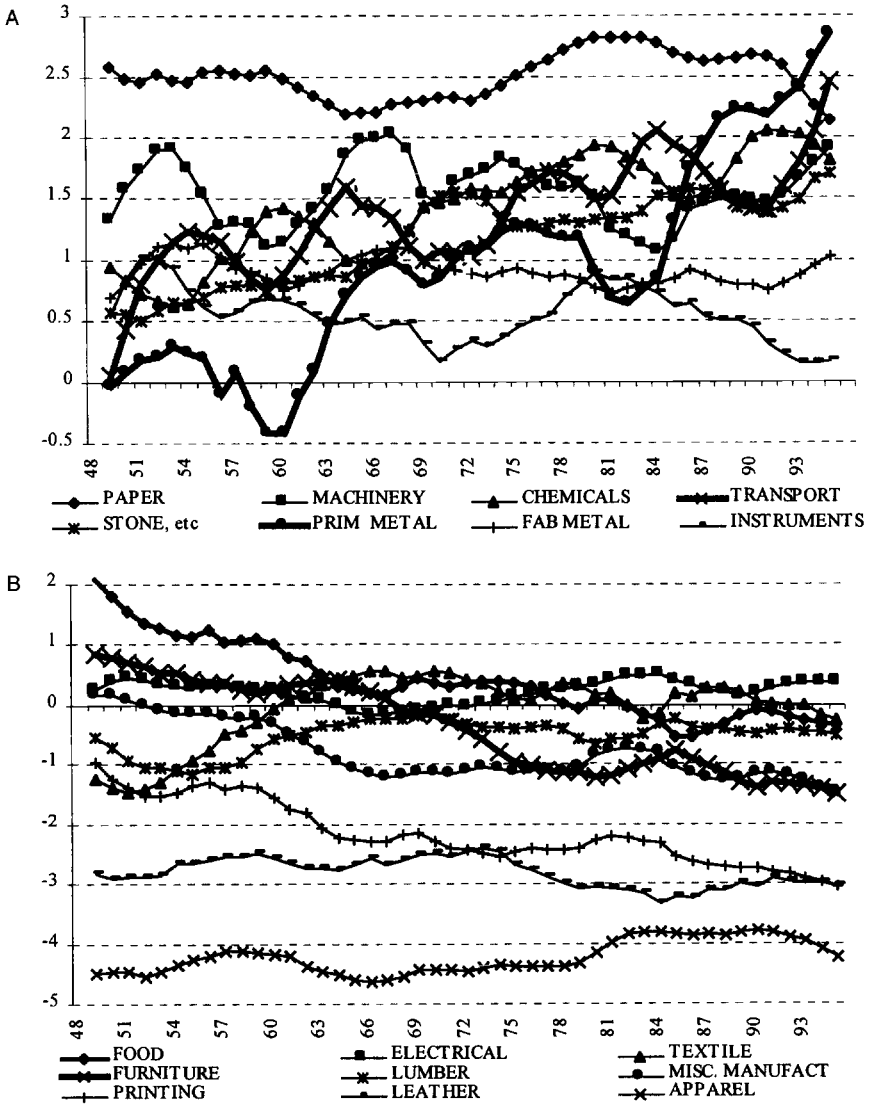 A
3
2.5
2
1.5
1
0.5
0
-0.5
48 51 54 57 60 63 66 69 72 75 78 81 84 87 90 93
PAPER MACHINERY CHEMICALS TRANSPORT
STONE, etc PRIM METAL FAB METAL INSTRUMENTS
B
2
1
0
-1
-2
-3
-4
-5
48 51 54 57 60 63 66 69 72 75 78 81 84 87 90 93
FOOD ELECTRICAL TEXTILE
FURNITURE LUMBER MISC. MANUFACT
PRINTING LEATHER APPAREL